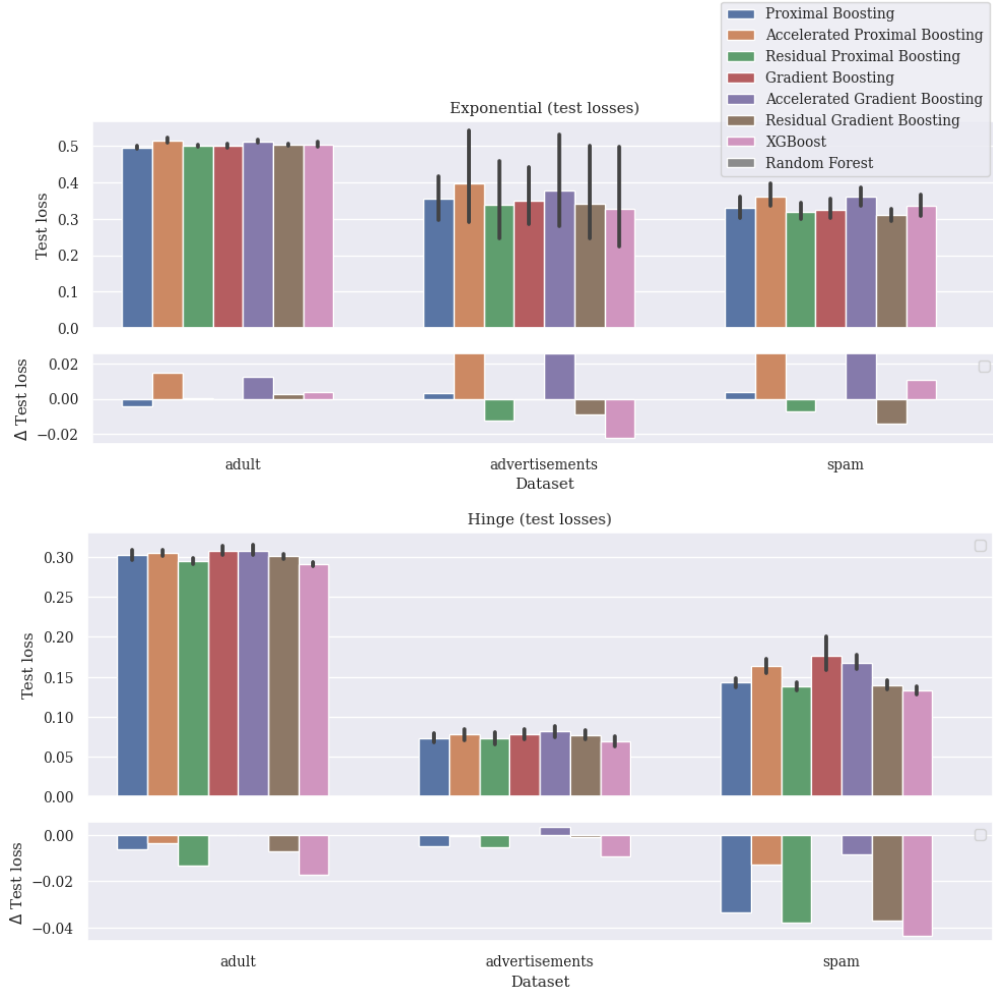 Proximal Boosting
Accelerated Proximal Boosting
Residual Proximal Boosting
Gradient Boosting
Accelerated Gradient Boosting
Residual Gradient Boosting
XGBoost
Random Forest
Exponential (test losses)
Test loss
0.5
0.4
0.3
0.2
0.1
0.0
Δ Test loss
0.02
0.00
−0.02
adult advertisements spam
Dataset
Hinge (test losses)
Test loss
0.30
0.25
0.20
0.15
0.10
0.05
0.00
Δ Test loss
0.00
−0.02
−0.04
adult advertisements spam
Dataset